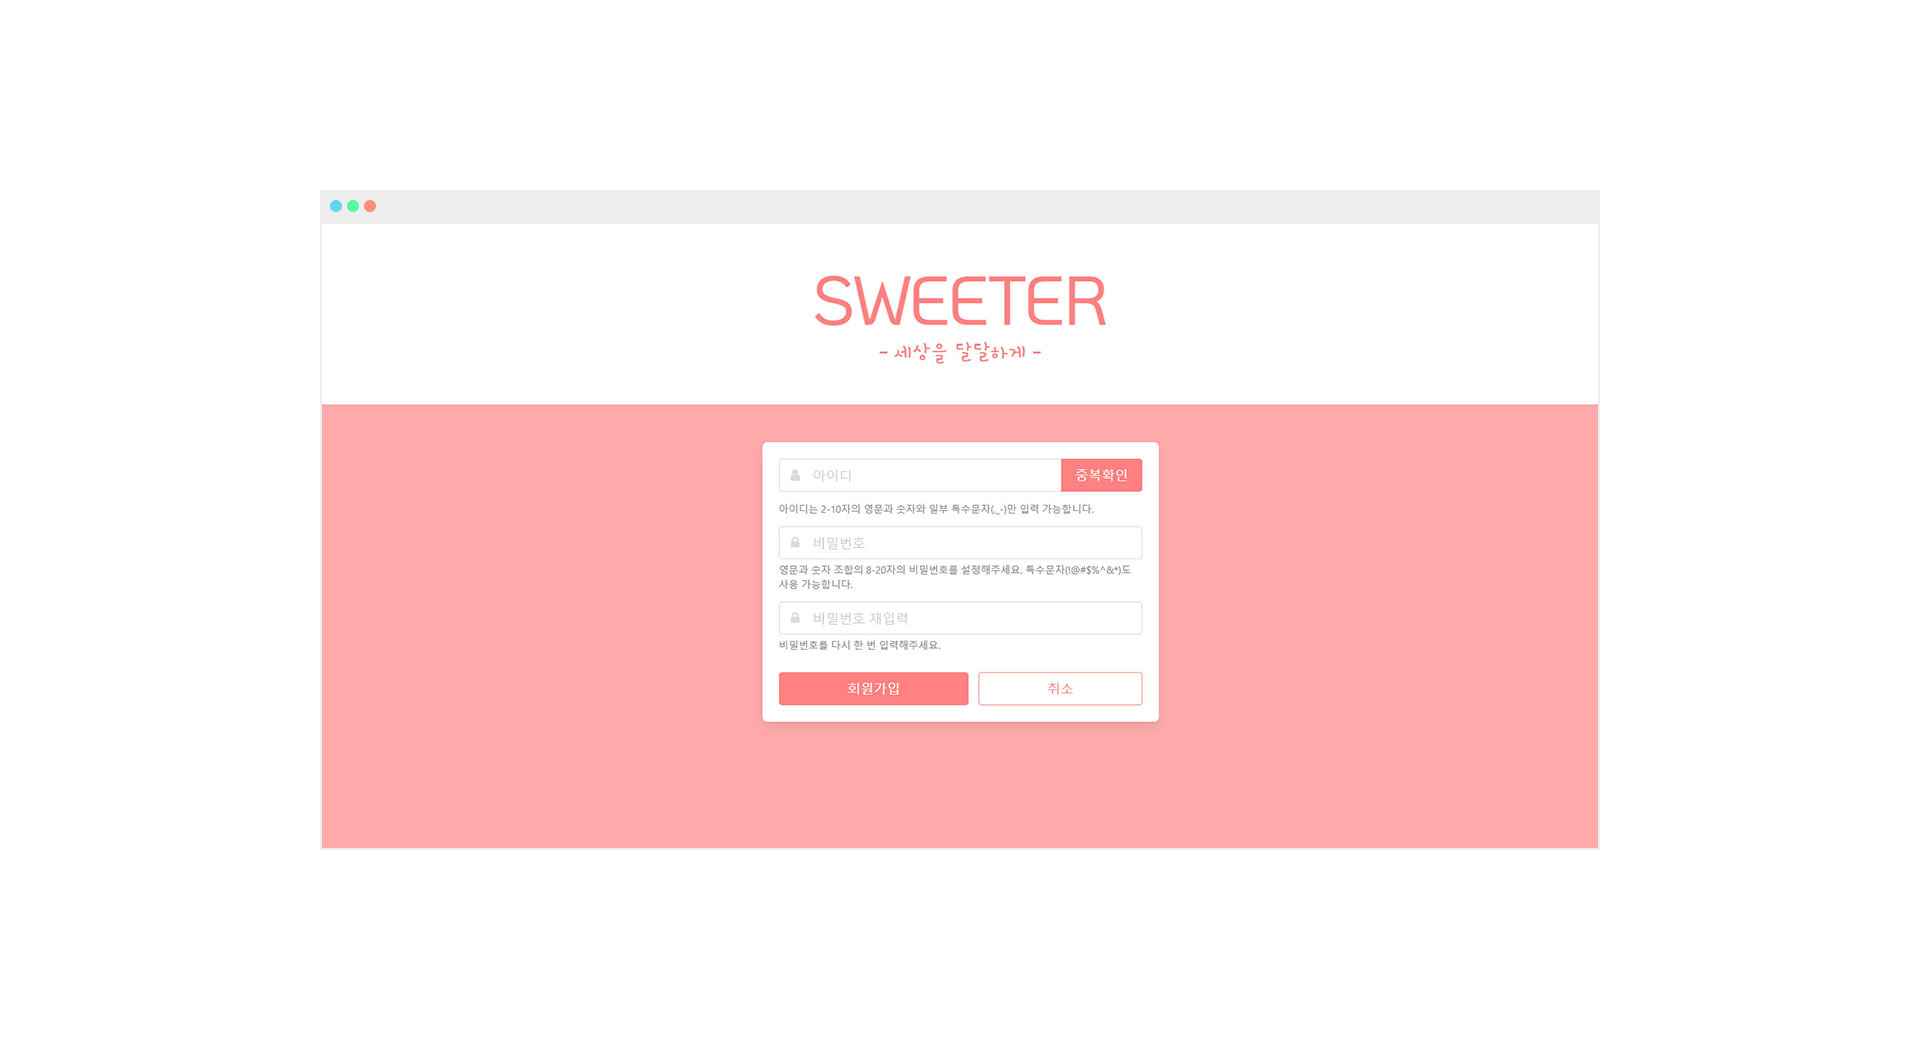 SWEETER
- 세상을 달달하게 -
아이디
중복확인
아이디는 2-10자의 영문과 숫자와 일부 특수문자(._-)만 입력 가능합니다.
비밀번호
영문과 숫자 조합의 8-20자의 비밀번호를 설정해주세요. 특수문자(!@#$%^&*)도
사용 가능합니다.
비밀번호 재입력
비밀번호를 다시 한 번 입력해주세요.
회원가입
취소